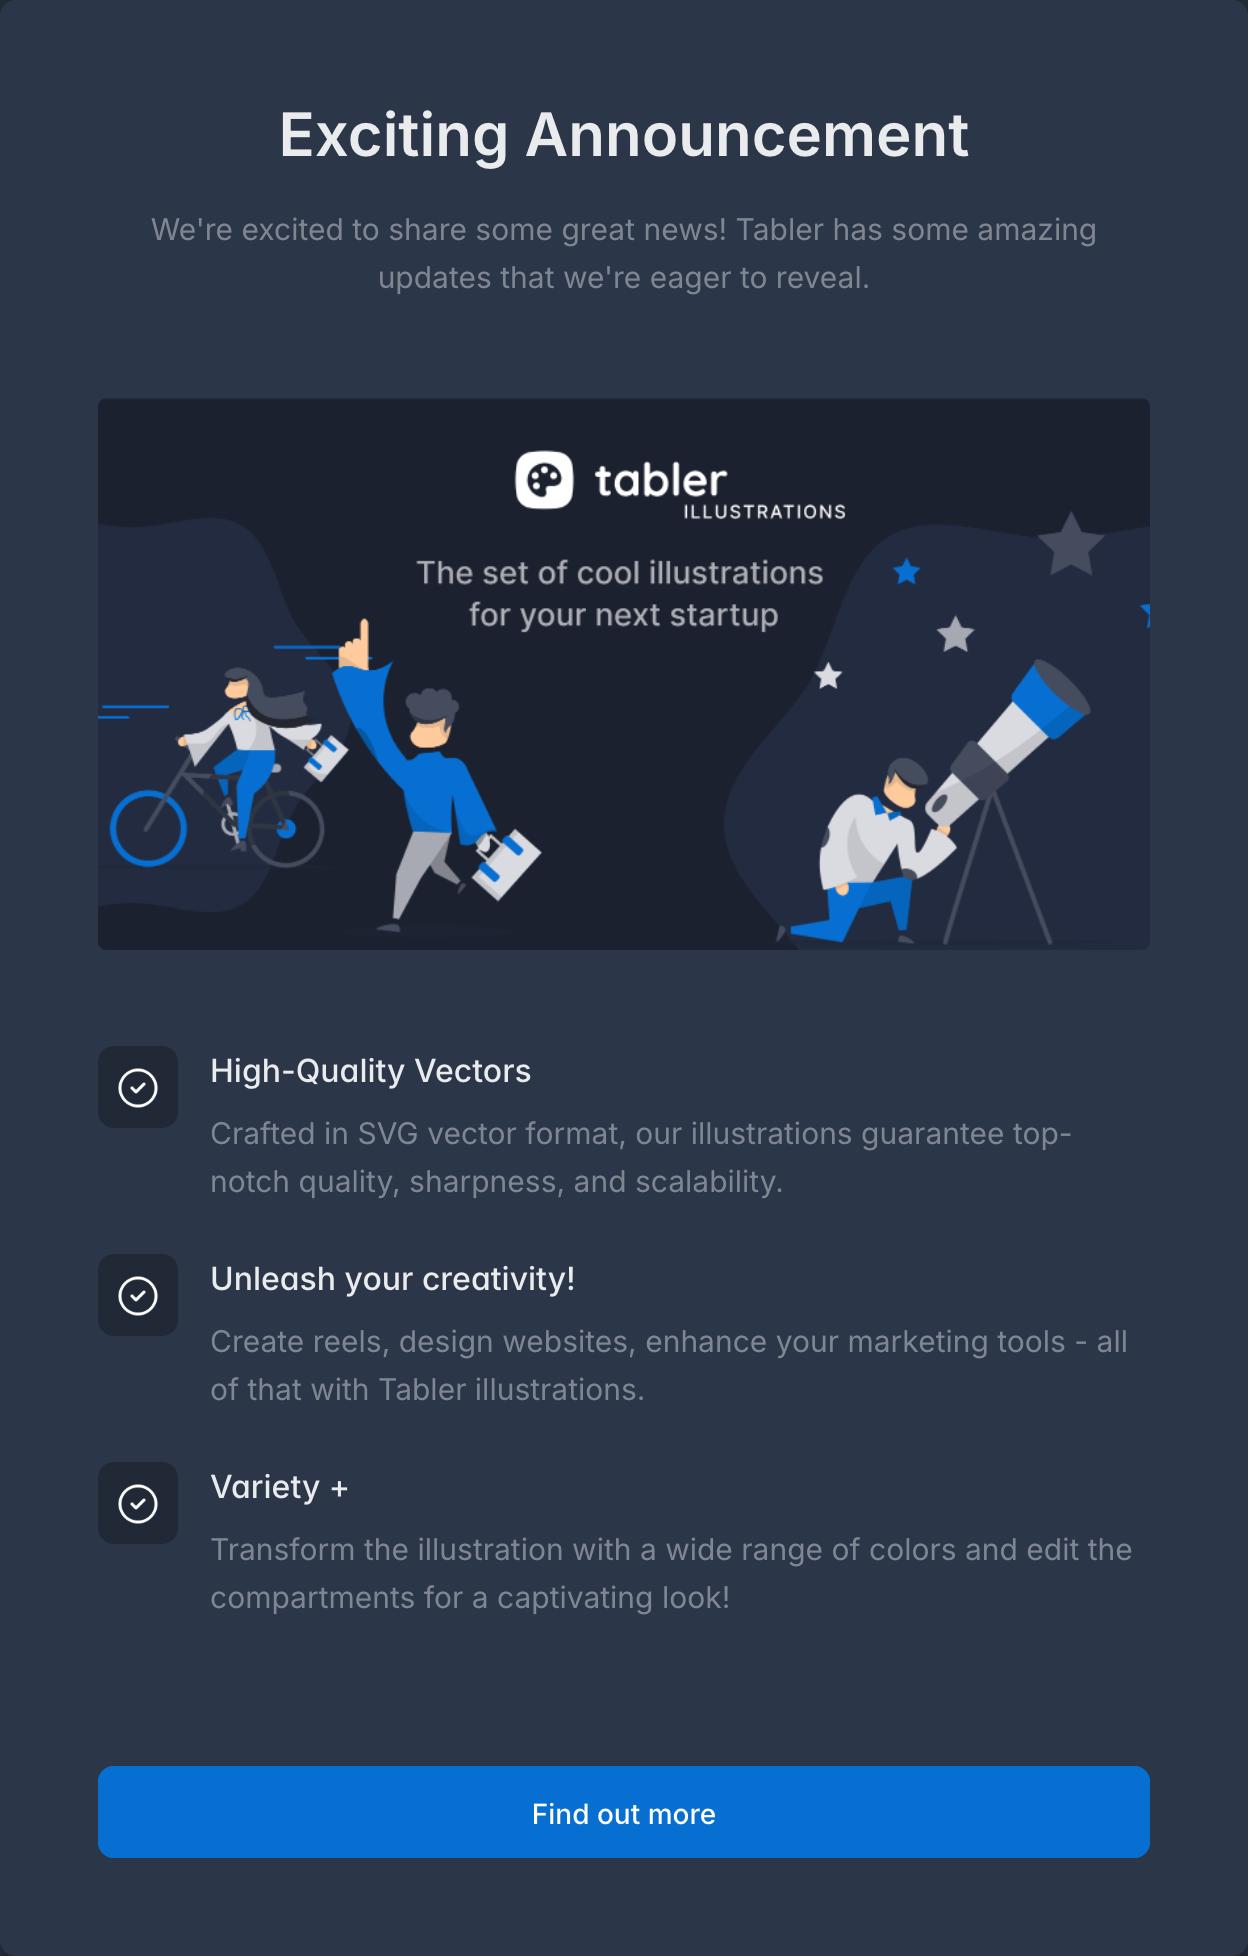 Exciting Announcement
We're excited to share some great news! Tabler has some amazing
updates that we're eager to reveal.
tabler
ILLUSTRATIONS
The set of cool illustrations
for your next startup
High-Quality Vectors
Crafted in SVG vector format, our illustrations guarantee top-
notch quality, sharpness, and scalability.
Unleash your creativity!
Create reels, design websites, enhance your marketing tools - all
of that with Tabler illustrations.
Variety +
Transform the illustration with a wide range of colors and edit the
compartments for a captivating look!
Find out more